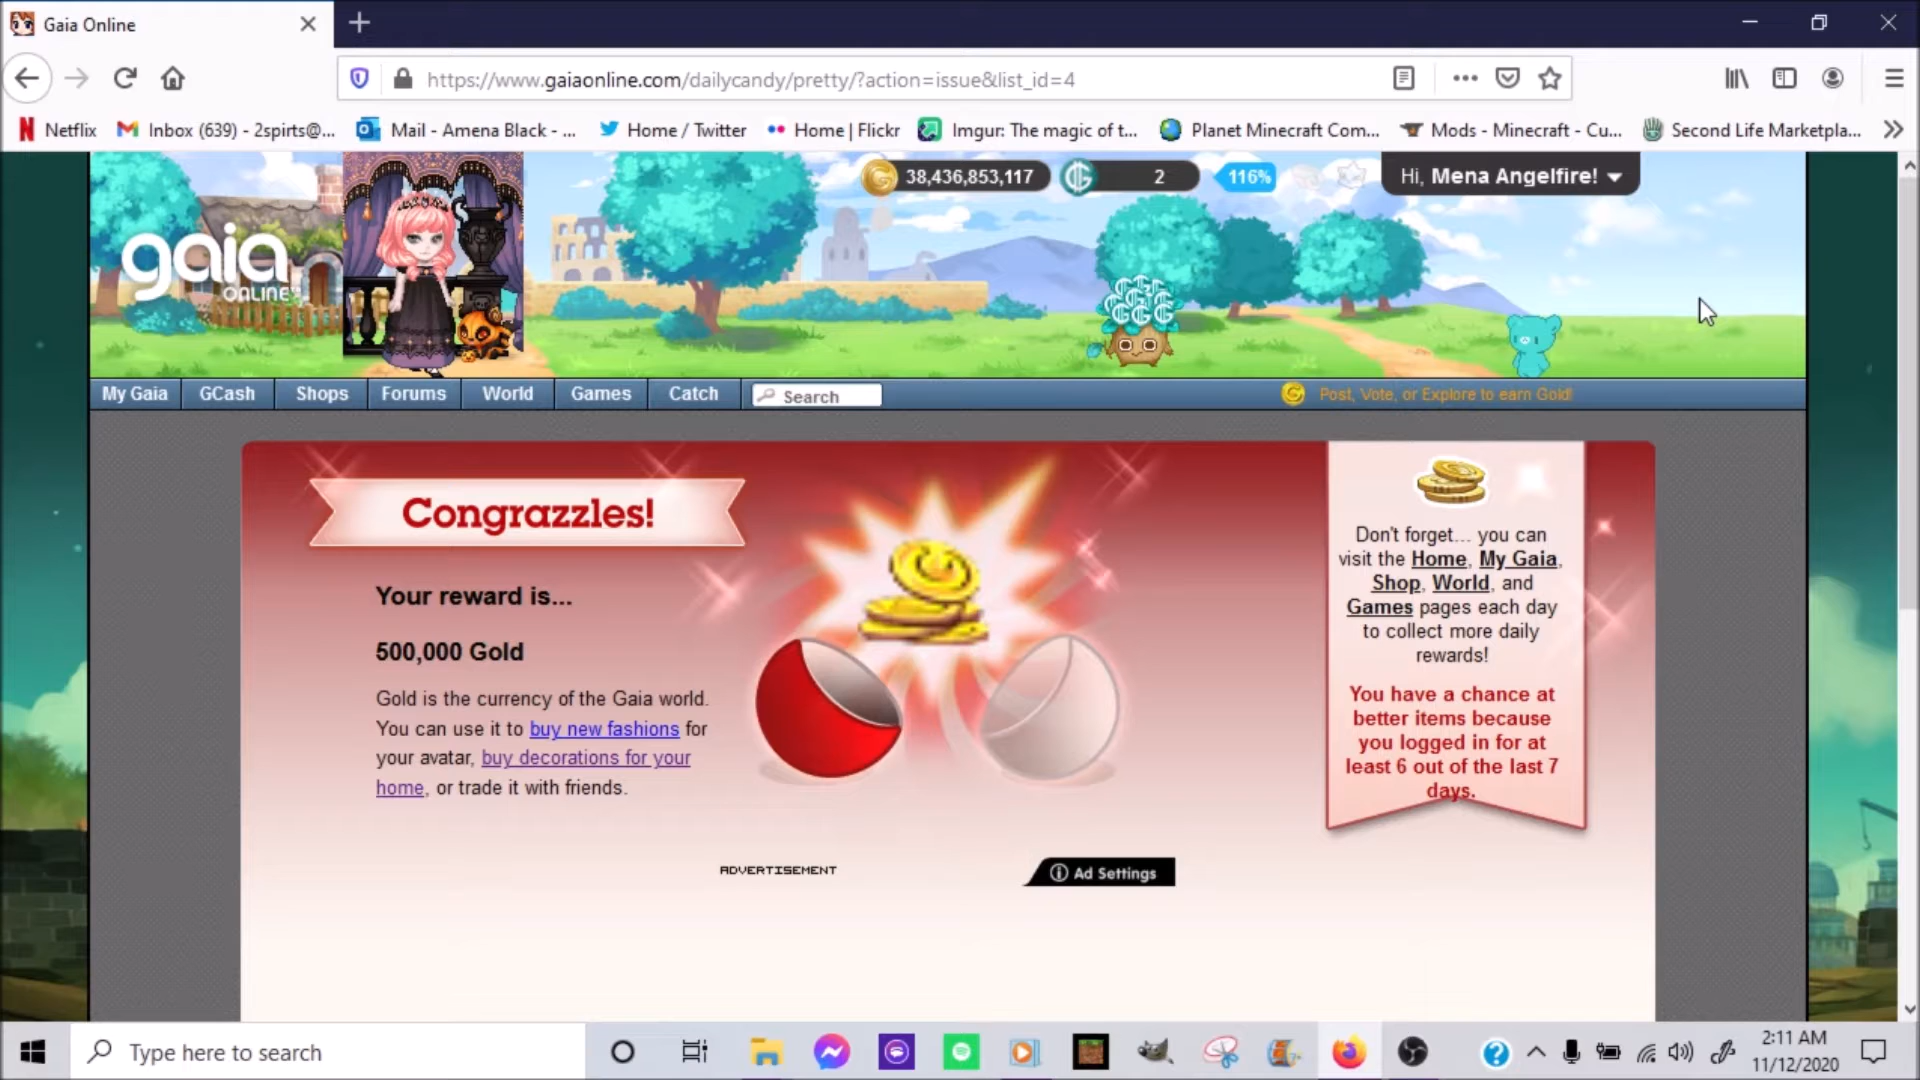 Gaia Online
https://www.gaiaonline.com/dailycandy/pretty/?action=issue&list_id=4
Netflix
Inbox (639) - 2spirts@...
Mail - Amena Black - ...
Home / Twitter
Home | Flickr
Imgur: The magic of t...
Planet Minecraft Com...
Mods - Minecraft - Cu...
Second Life Marketpla...
38,436,853,117
2
116%
Hi, Mena Angelfire!
gaia
ONLINE
My Gaia
GCash
Shops
Forums
World
Games
Catch
Search
Post, Vote, or Explore to earn Gold!
Congrazzles!
Your reward is...
500,000 Gold
Gold is the currency of the Gaia world.
You can use it to buy new fashions for
your avatar, buy decorations for your
home, or trade it with friends.
Don't forget... you can
visit the Home, My Gaia,
Shop, World, and
Games pages each day
to collect more daily
rewards!
You have a chance at
better items because
you logged in for at
least 6 out of the last 7
days.
ADVERTISEMENT
Ad Settings
Type here to search
2:11 AM
11/12/2020